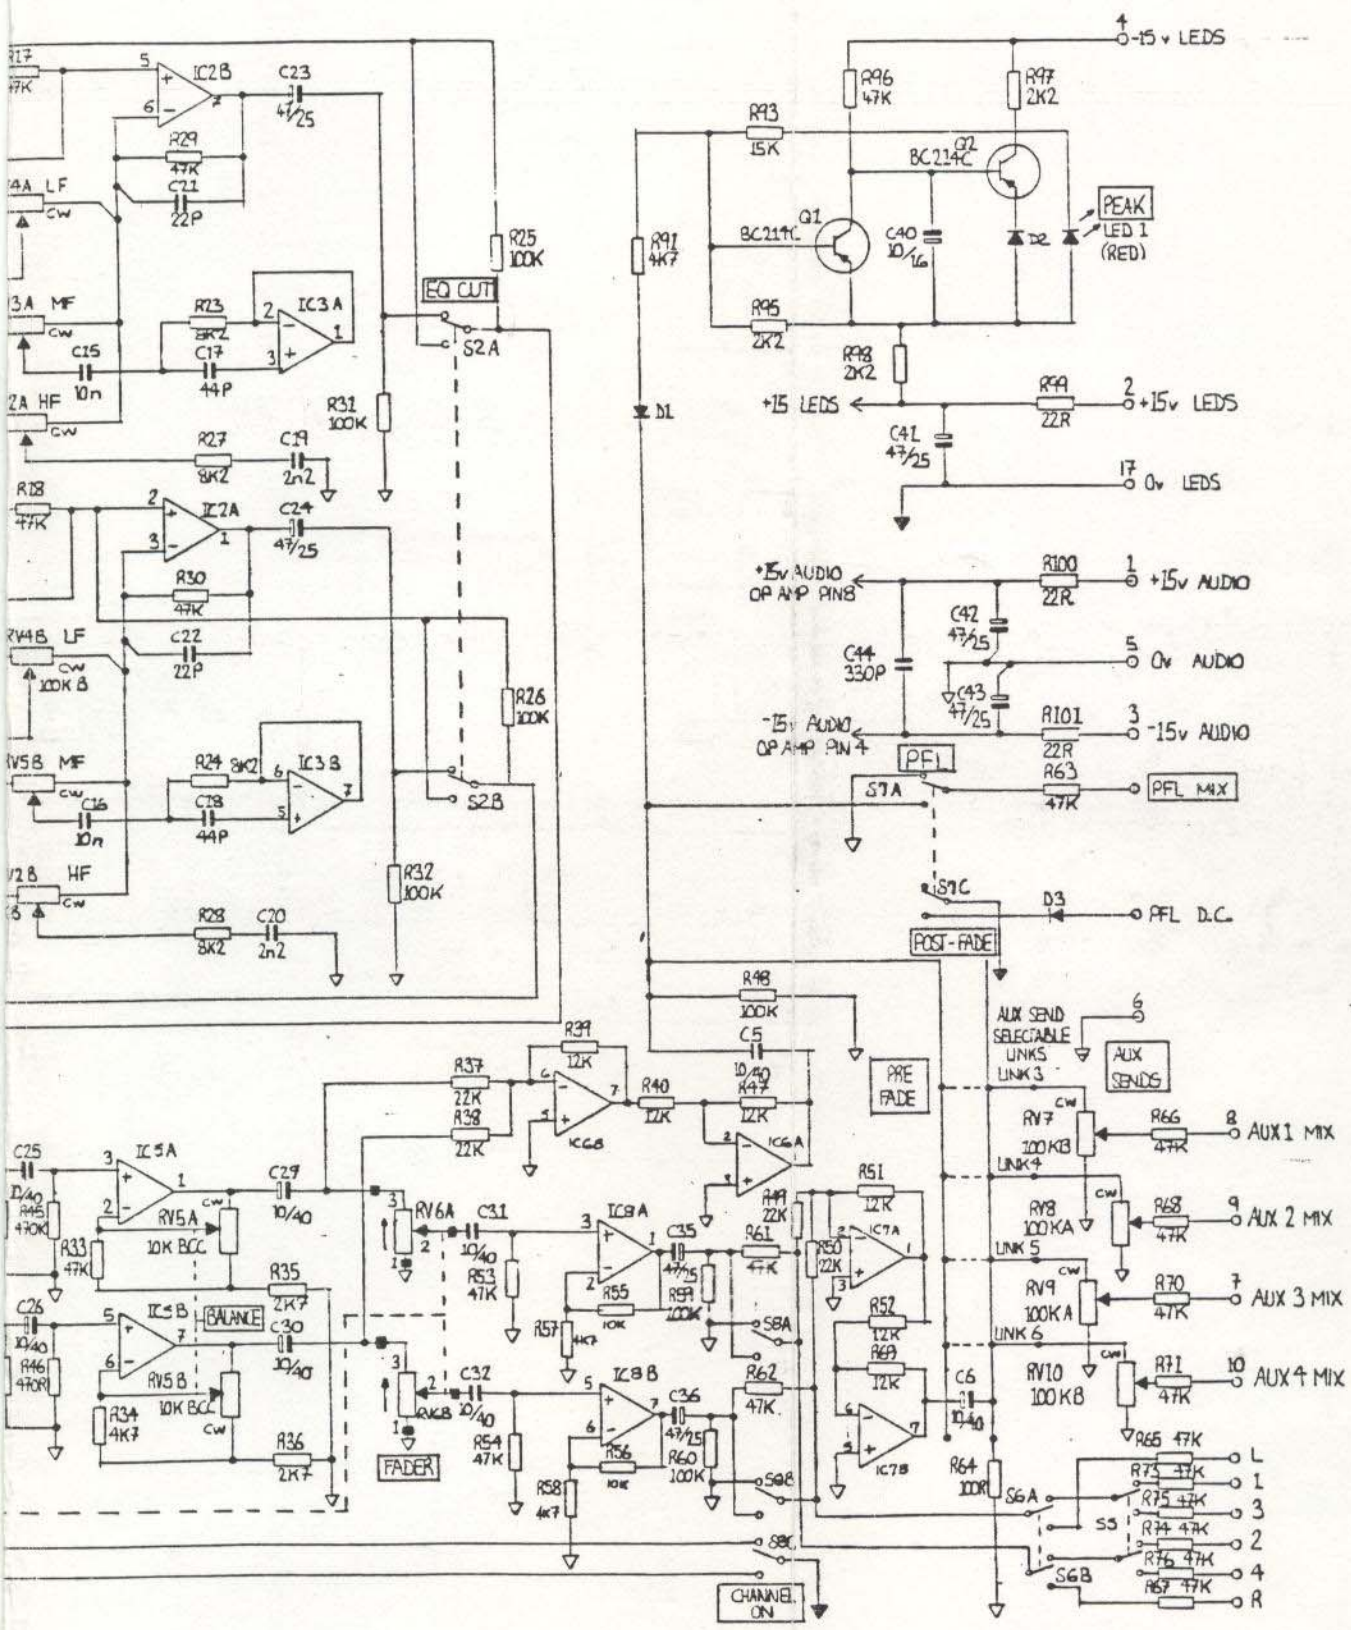 4
-15 v LEDS
R17
47K
5
+
IC2B
7
6
-
C23
47/25
R96
47K
R97
2K2
R93
15K
Q2
BC214C
R29
47K
C21
22P
4A LF
CW
PEAK
LED 1
(RED)
Q1
BC214C
C40
10/16
D2
R25
100K
R91
4K7
EQ CUT
3A MF
CW
R23
8K2
IC3A
2
-
1
3
+
C15
10n
C17
44P
S2A
R95
2K2
R98
2K2
R31
100K
D1
+15 LEDS
R99
22R
2
+15v LEDS
2A HF
CW
C41
47/25
R27
8K2
C19
2n2
17
0v LEDS
R18
47K
2
+
IC2A
1
3
-
C24
47/25
R30
47K
+15v AUDIO
OP AMP PIN8
R100
22R
1
+15v AUDIO
C42
47/25
RV4B LF
CW
100K B
C22
22P
C44
330P
5
0v AUDIO
C43
47/25
R26
100K
-15v AUDIO
OP AMP PIN 4
R101
22R
3
-15v AUDIO
RV5B MF
CW
R24
8K2
IC3B
6
-
7
5
+
C16
10n
C18
44P
S2B
PFL
S7A
R63
47K
PFL MIX
V2B HF
CW
R32
100K
S7C
D3
PFL D.C.
R28
8K2
C20
2n2
POST-FADE
R48
100K
AUX SEND
SELECTABLE
LINKS
6
AUX
SENDS
R39
12K
C5
10/40
PRE
FADE
LINK 3
R37
22K
6
-
7
5
+
IC6B
R40
12K
R47
12K
CW
RV7
100KB
R66
47K
8
AUX 1 MIX
R38
22K
2
-
IC6A
3
+
C25
10/40
3
+
IC5A
1
2
-
C29
10/40
LINK 4
R45
470K
RV5A
CW
10K BCC
3
RV6A
2
1
C31
10/40
3
+
IC8A
1
2
-
C35
47/25
R61
47K
R49
22K
R51
12K
CW
RV8
100KA
R68
47K
9
AUX 2 MIX
R33
47K
R53
47K
R50
22K
2
-
IC7A
1
3
+
LINK 5
R35
2K7
R55
10K
R59
100K
CW
RV9
100KA
R70
47K
7
AUX 3 MIX
C26
10/40
5
+
IC5B
7
6
-
BALANCE
C30
10/40
R57
4K7
S8A
R52
12K
LINK 6
R46
470R
RV5B
10K BCC
CW
3
2
RV6B
1
C32
10/40
5
+
IC8B
7
6
-
C36
47/25
R62
47K
R69
12K
C6
10/40
CW
RV10
100KB
R71
47K
10
AUX 4 MIX
R34
4K7
R54
47K
R56
10K
R60
100K
6
-
7
5
+
IC7B
R36
2K7
FADER
R58
4K7
S8B
R64
100R
R65 47K
L
R73 47K
1
S6A
R75 47K
3
S5
R74 47K
2
S8C
R76 47K
4
S6B
R67 47K
R
CHANNEL
ON